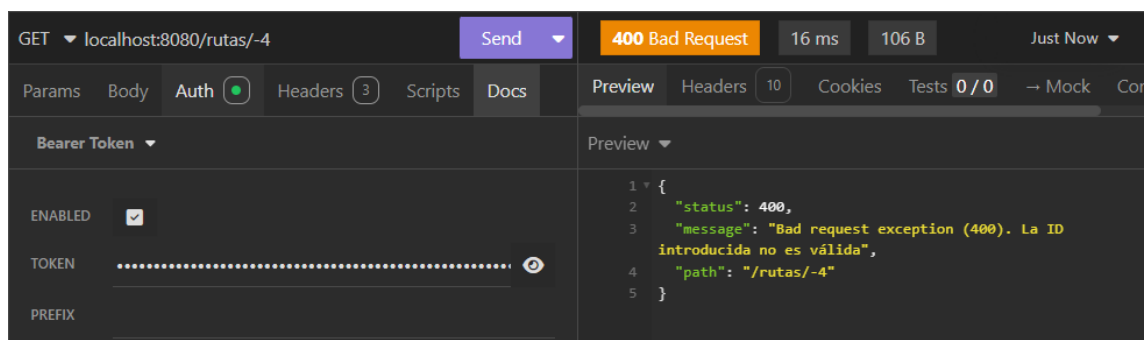 GET localhost:8080/rutas/-4 Send 400 Bad Request 16 ms 106 B Just Now
Params Body Auth Headers 3 Scripts Docs Preview Headers 10 Cookies Tests 0 / 0 → Mock Cor
Bearer Token Preview
1 {
ENABLED 2 "status": 400,
3 "message": "Bad request exception (400). La ID
introducida no es válida",
TOKEN •••••••••••••••••••••••••••••••••••••••••••••••••••• 4 "path": "/rutas/-4"
PREFIX 5 }